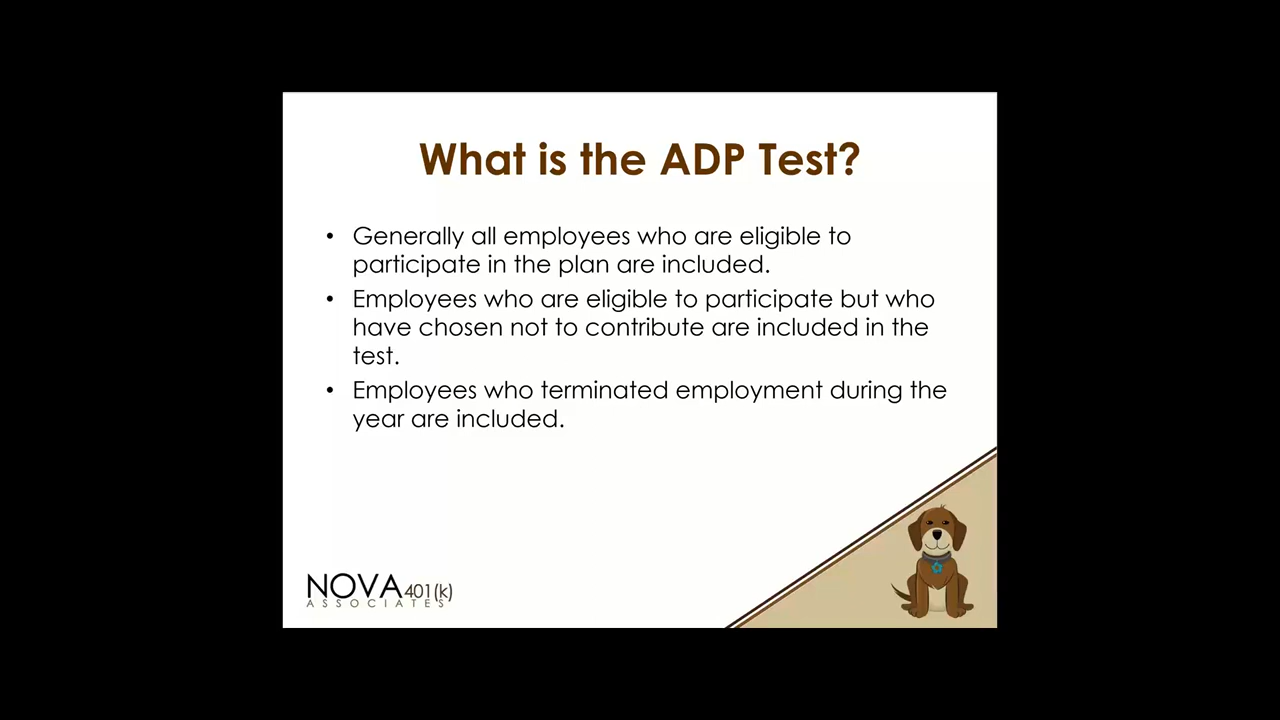 What is the ADP Test?
• Generally all employees who are eligible to
participate in the plan are included.
• Employees who are eligible to participate but who
have chosen not to contribute are included in the
test.
• Employees who terminated employment during the
year are included.
NOVA 401(k)
ASSOCIATES